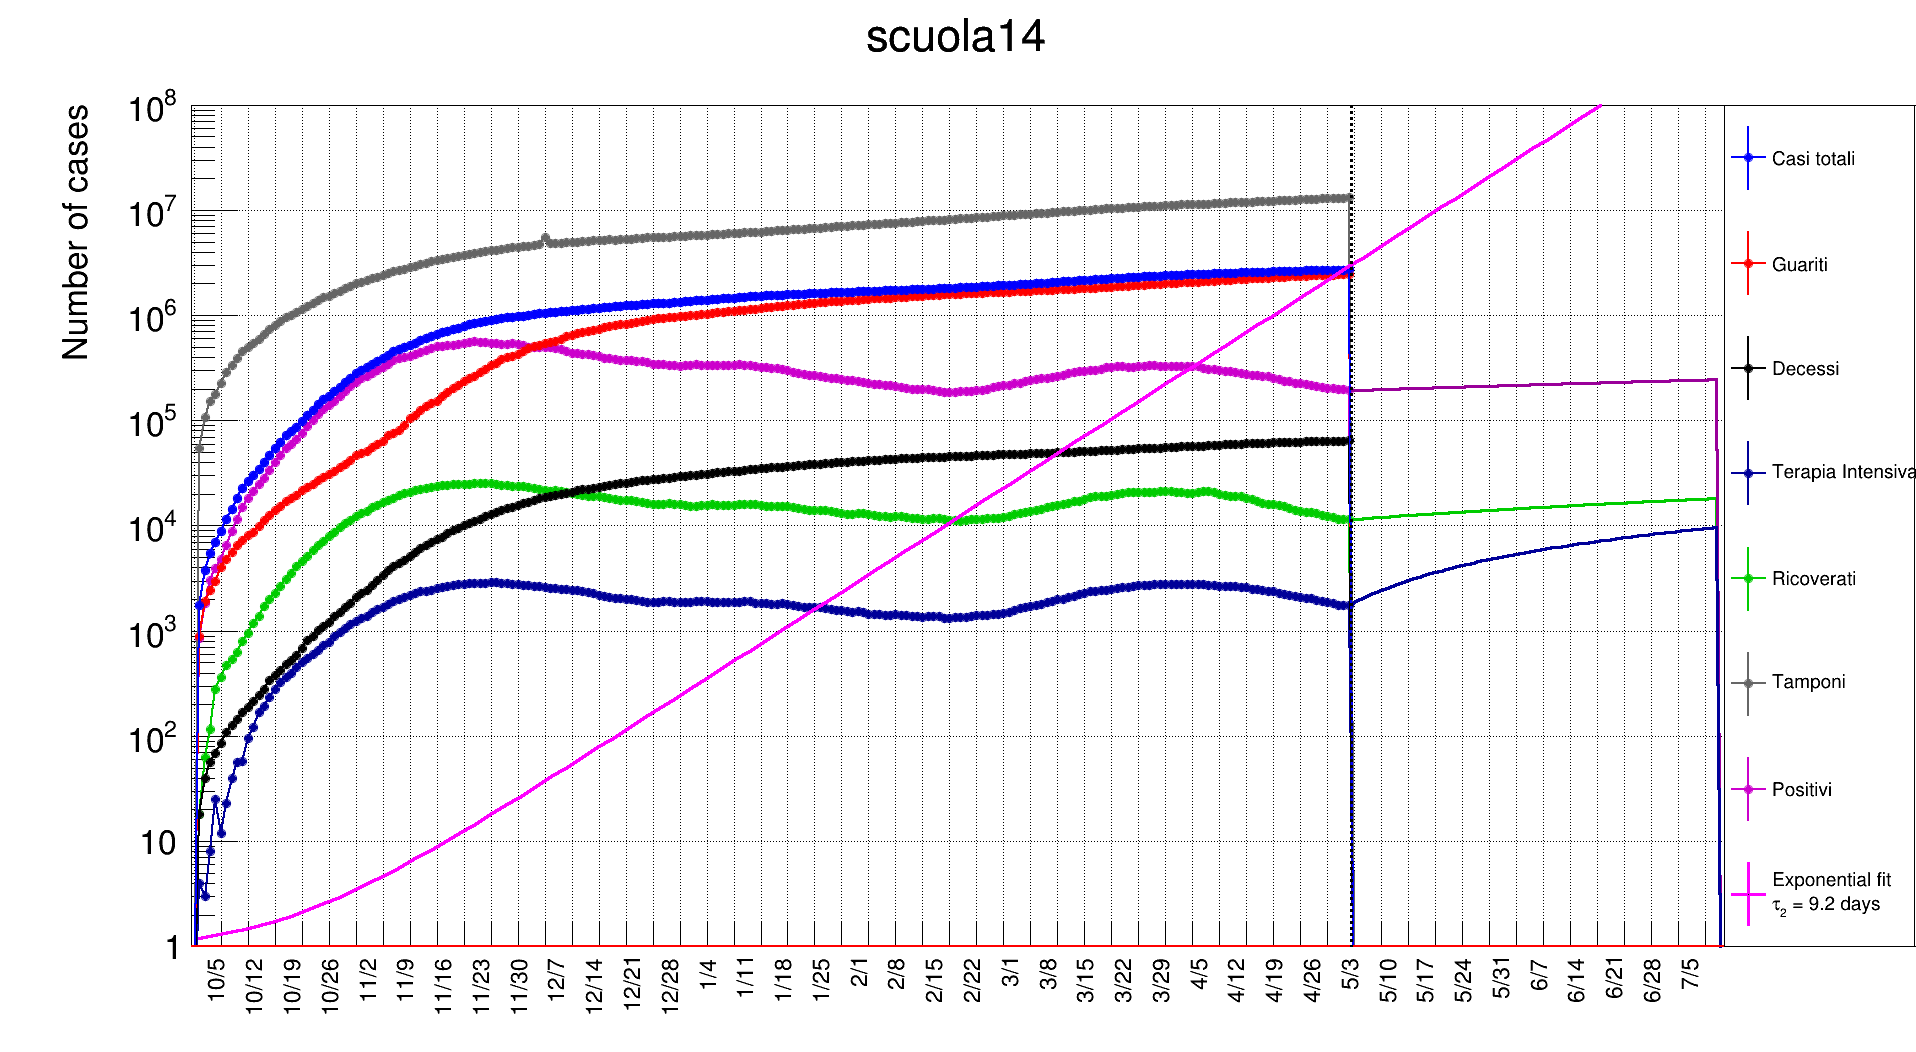 scuola14
Number of cases
10^8
10^7
10^6
10^5
10^4
10^3
10^2
10
1
10/5 10/12 10/19 10/26 11/2 11/9 11/16 11/23 11/30 12/7 12/14 12/21 12/28 1/4 1/11 1/18 1/25 2/1 2/8 2/15 2/22 3/1 3/8 3/15 3/22 3/29 4/5 4/12 4/19 4/26 5/3 5/10 5/17 5/24 5/31 6/7 6/14 6/21 6/28 7/5
Casi totali
Guariti
Decessi
Terapia Intensiva
Ricoverati
Tamponi
Positivi
Exponential fit
τ₂ = 9.2 days